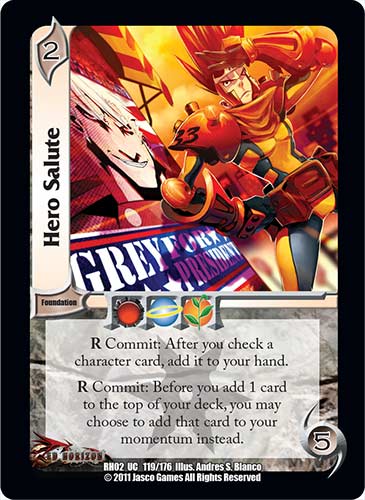 2
Hero Salute
23
GREYFORX
PRESIDENT
Foundation
R Commit: After you check a
character card, add it to your hand.
R Commit: Before you add 1 card
to the top of your deck, you may
choose to add that card to your
momentum instead.
5
RED HORIZON
RH02 UC 119/176 Illus. Andres S. Blanco
© 2011 Jasco Games All Rights Reserved